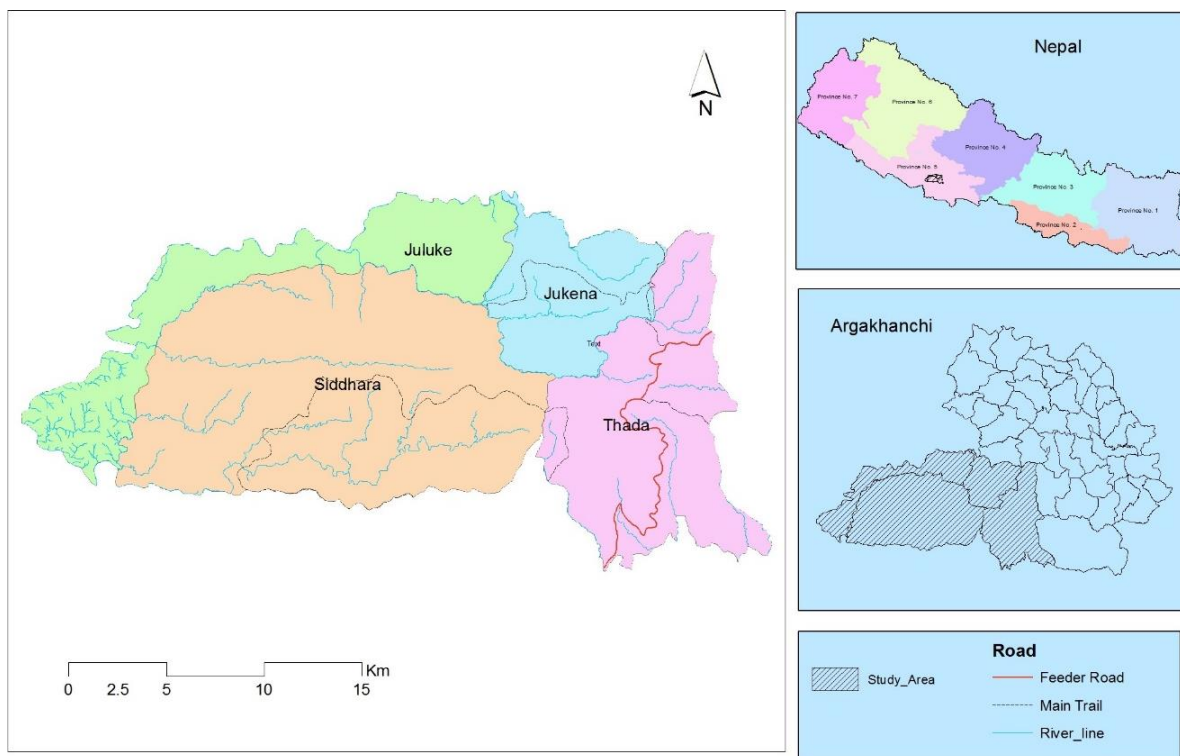 N
Juluke
Jukena
Text
Siddhara
Thada
Km
0 2.5 5 10 15
Nepal
Province No. 7
Province No. 6
Province No. 4
Province No. 5
Province No. 3
Province No. 1
Province No. 2
Argakhanchi
Road
Study_Area
Feeder Road
Main Trail
River_line